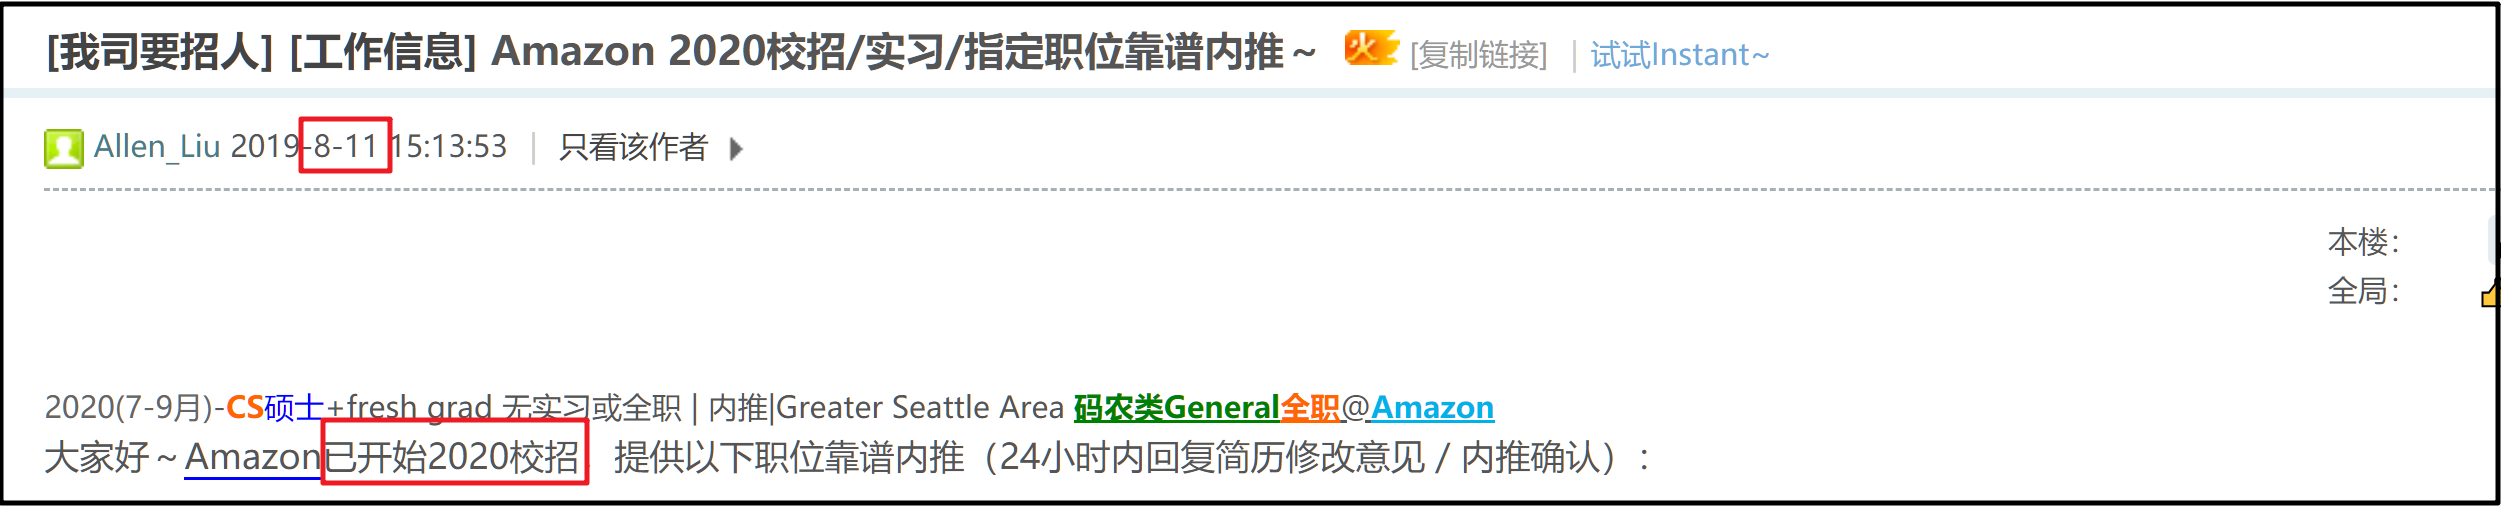 [我司要招人] [工作信息] Amazon 2020校招/实习/指定职位靠谱内推 ~ 火 [复制链接] | 试试Instant~
Allen_Liu 2019-8-11 15:13:53 | 只看该作者
本楼：
全局：
2020(7-9月)-CS硕士+fresh grad 无实习或全职 | 内推|Greater Seattle Area 码农类General全职@Amazon
大家好 ~ Amazon已开始2020校招 提供以下职位靠谱内推（24小时内回复简历修改意见 / 内推确认）：